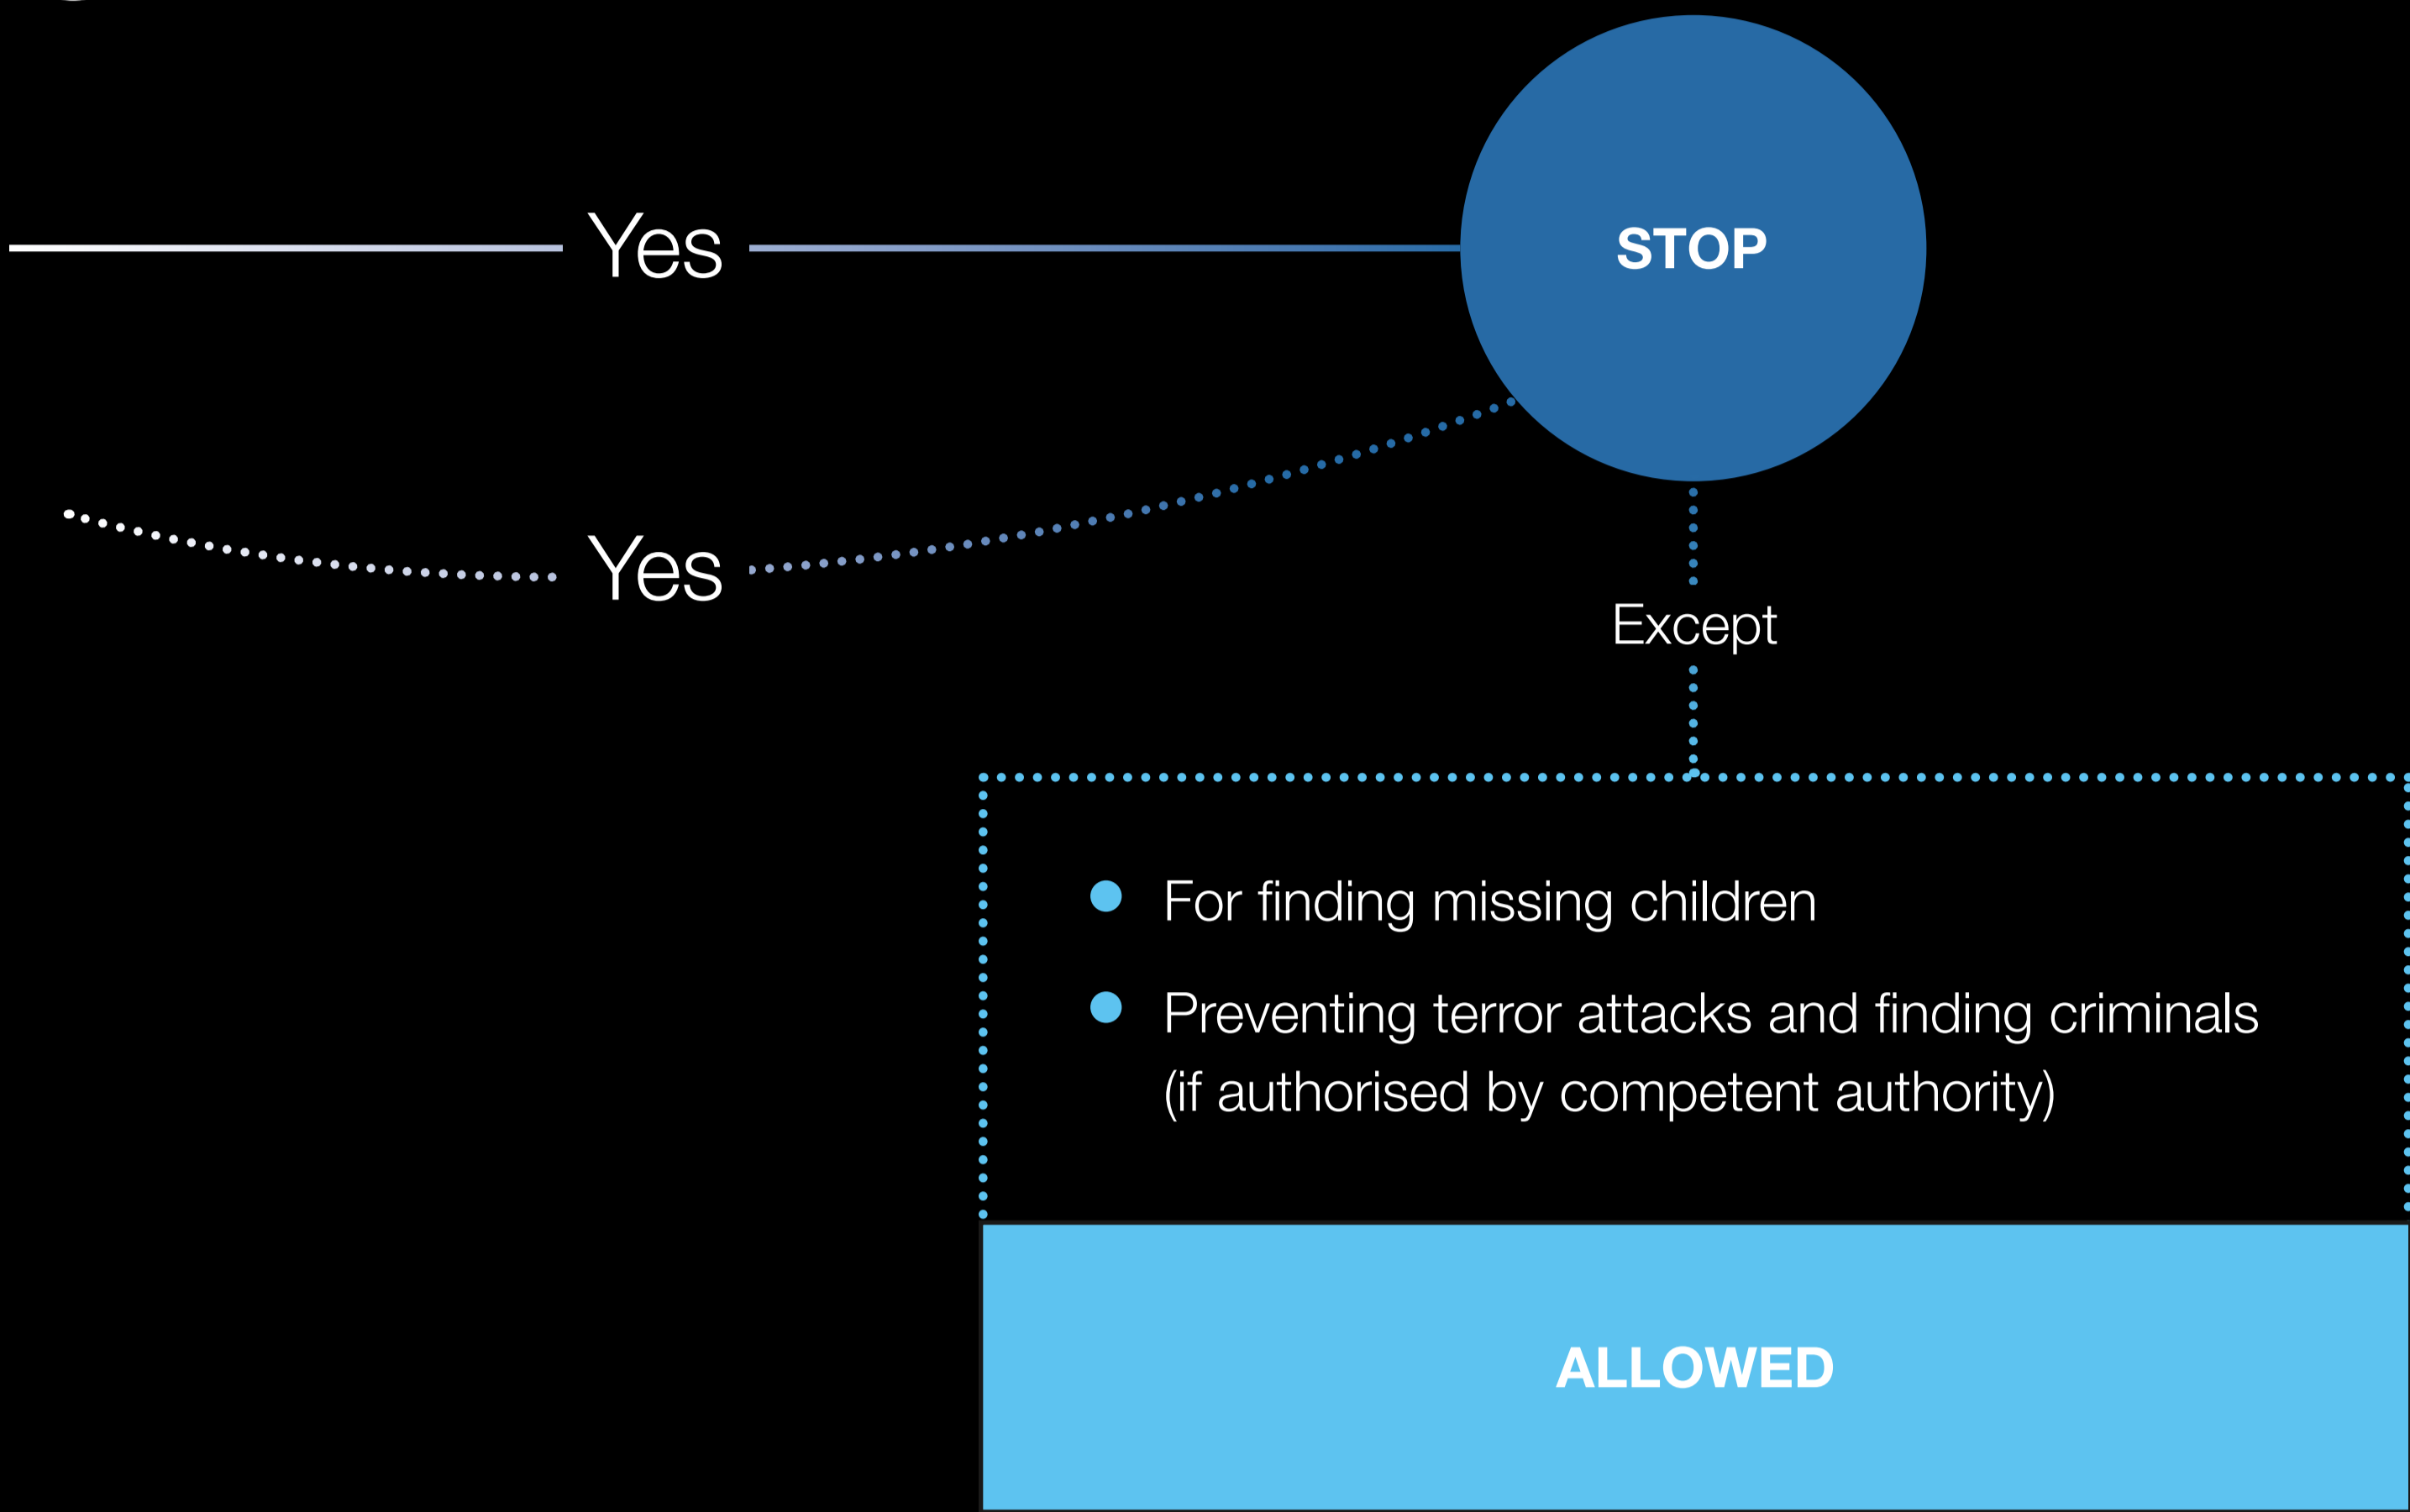 Yes
STOP
Yes
Except
For finding missing children
Preventing terror attacks and finding criminals
(if authorised by competent authority)
ALLOWED